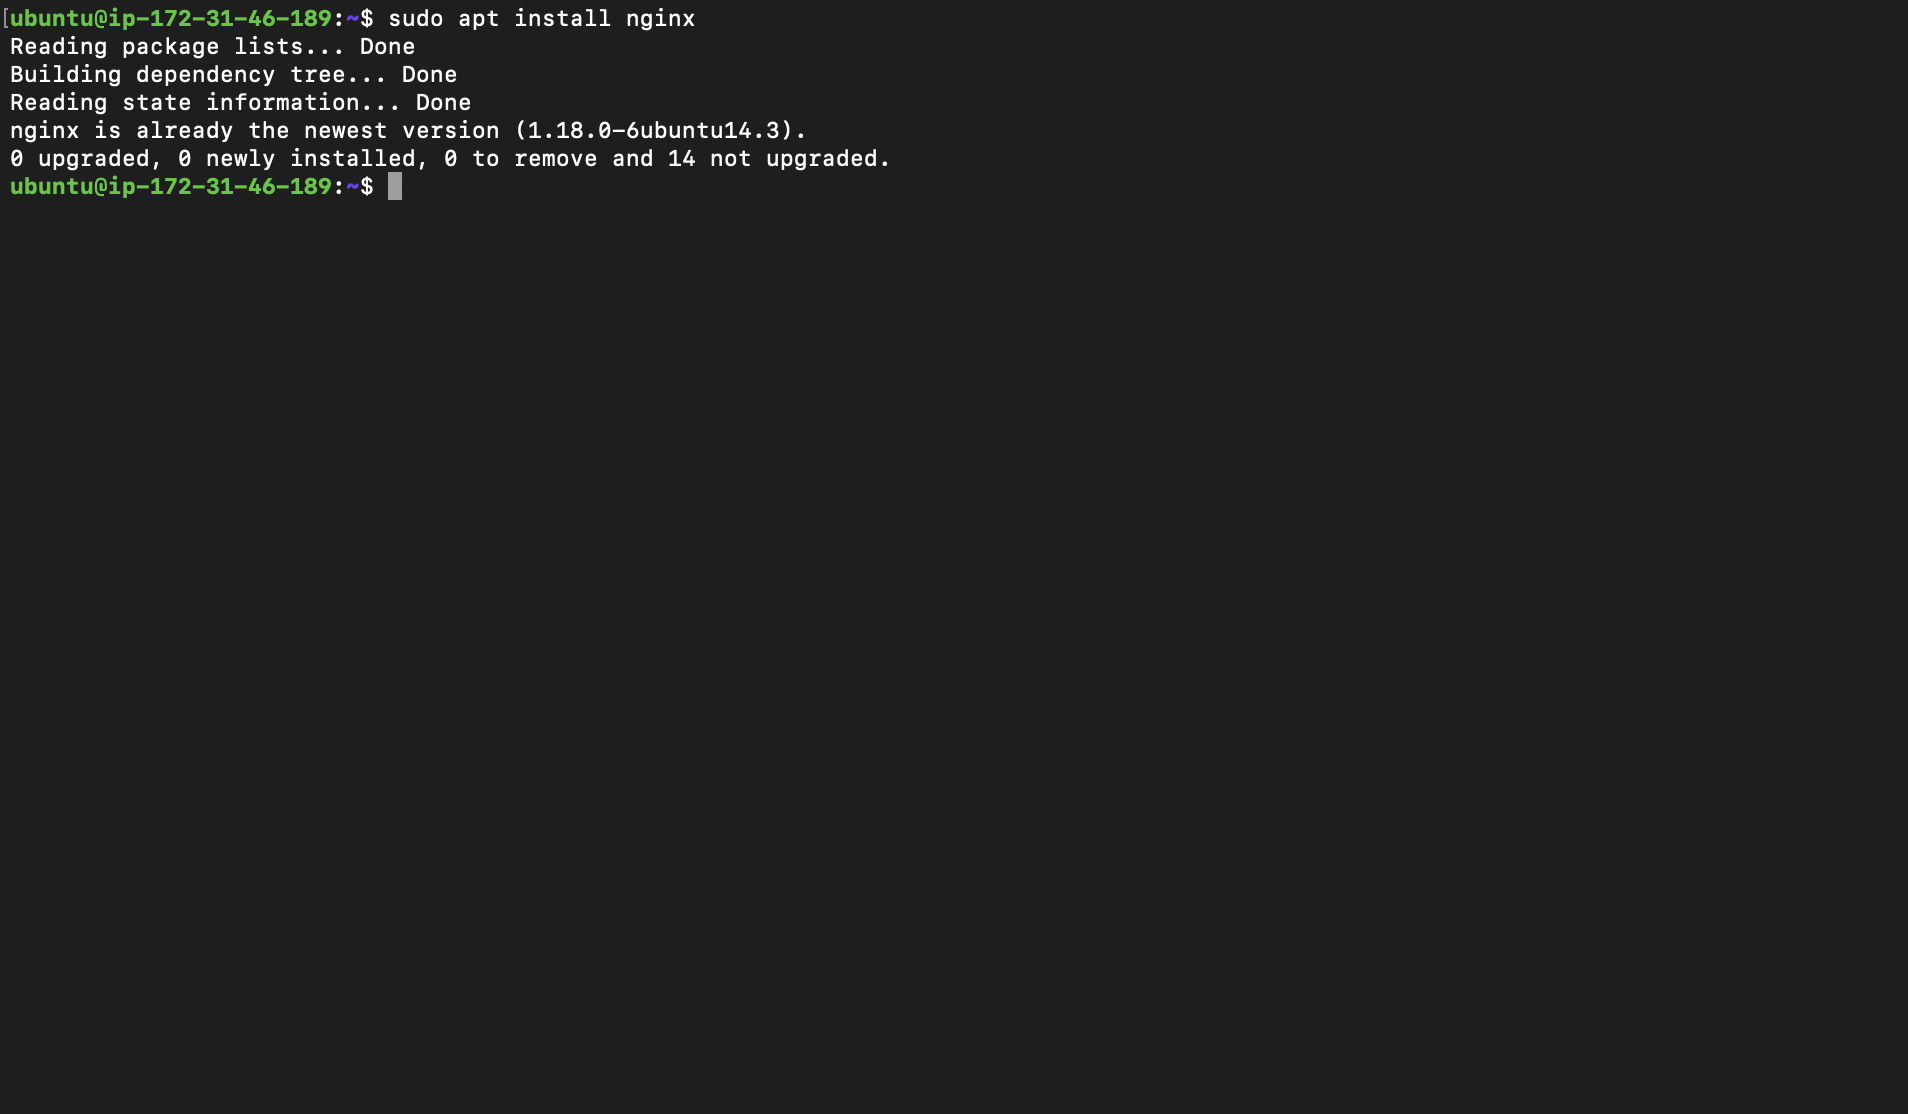 [ubuntu@ip-172-31-46-189:~$ sudo apt install nginx
Reading package lists... Done
Building dependency tree... Done
Reading state information... Done
nginx is already the newest version (1.18.0-6ubuntu14.3).
0 upgraded, 0 newly installed, 0 to remove and 14 not upgraded.
ubuntu@ip-172-31-46-189:~$